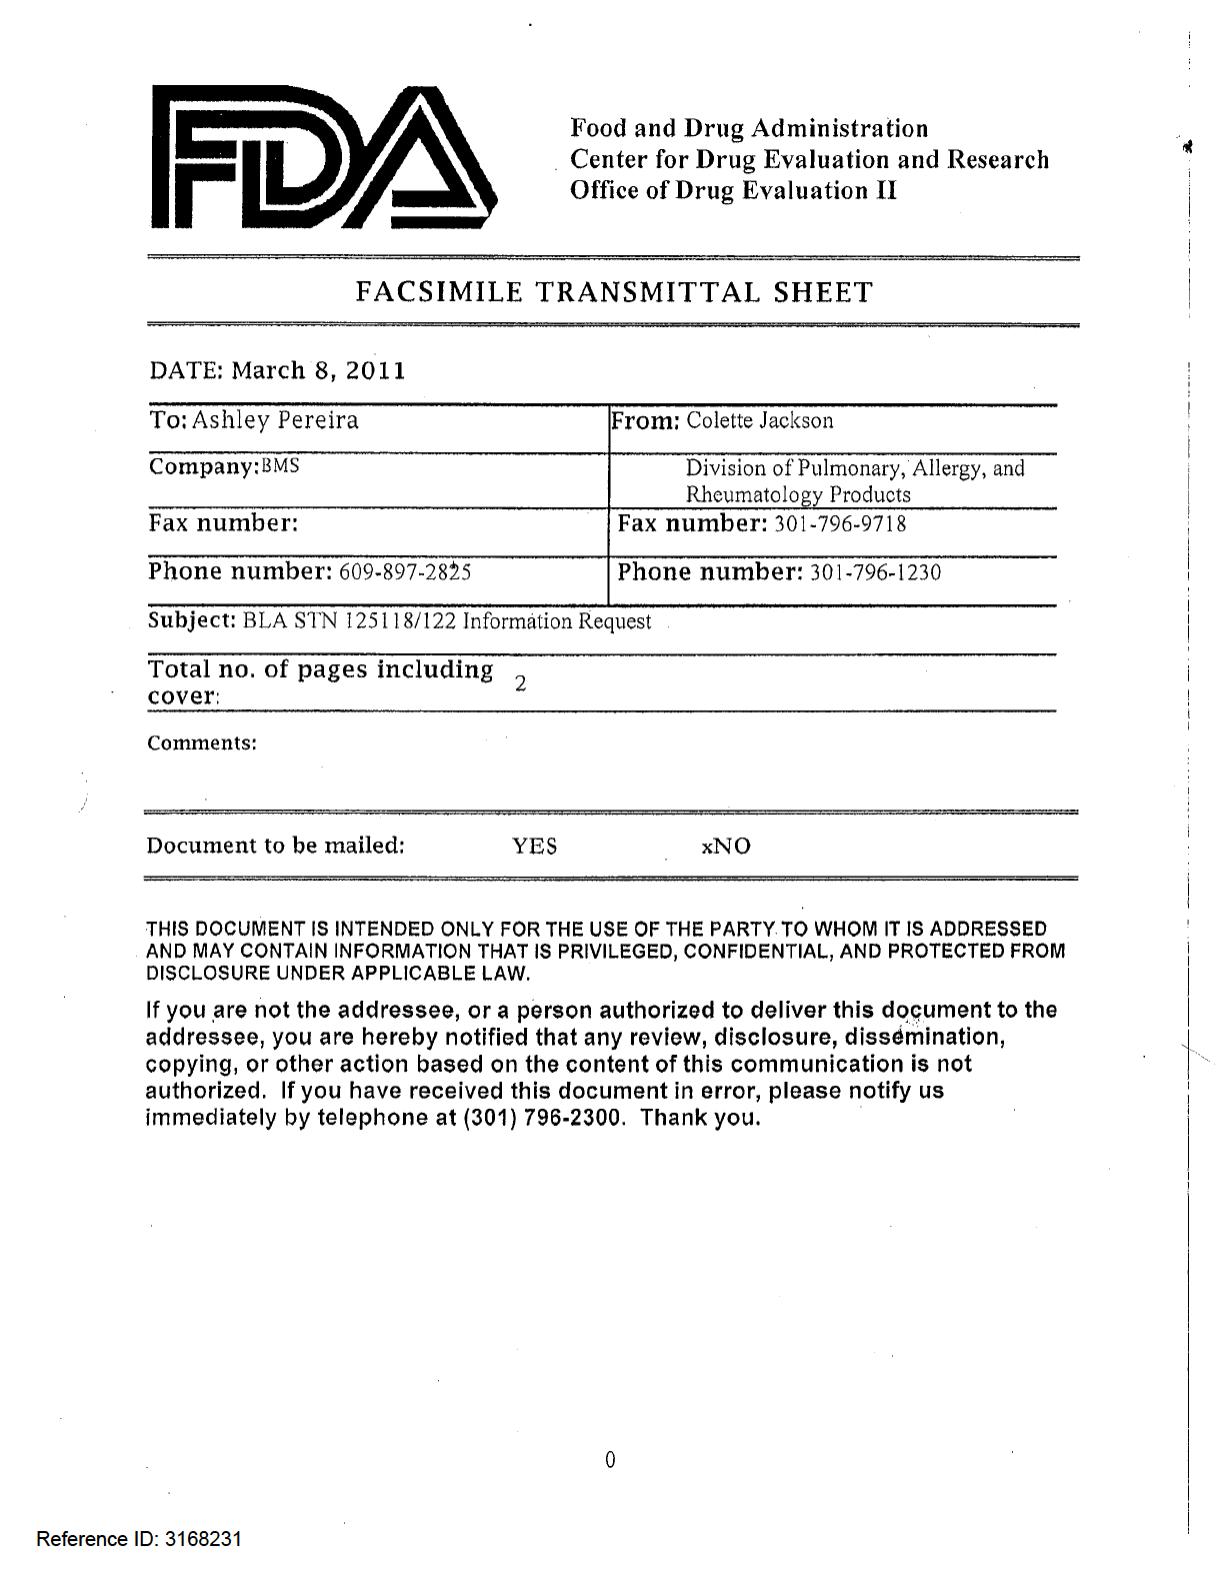 FDA
Food and Drug Administration
Center for Drug Evaluation and Research
Office of Drug Evaluation II
FACSIMILE TRANSMITTAL SHEET
DATE: March 8, 2011
To: Ashley Pereira
From: Colette Jackson
Company:BMS
Division of Pulmonary, Allergy, and
Rheumatology Products
Fax number:
Fax number: 301-796-9718
Phone number: 609-897-2825
Phone number: 301-796-1230
Subject: BLA STN 125118/122 Information Request
Total no. of pages including
cover:
2
Comments:
Document to be mailed: YES xNO
THIS DOCUMENT IS INTENDED ONLY FOR THE USE OF THE PARTY TO WHOM IT IS ADDRESSED
AND MAY CONTAIN INFORMATION THAT IS PRIVILEGED, CONFIDENTIAL, AND PROTECTED FROM
DISCLOSURE UNDER APPLICABLE LAW.
If you are not the addressee, or a person authorized to deliver this document to the
addressee, you are hereby notified that any review, disclosure, dissemination,
copying, or other action based on the content of this communication is not
authorized. If you have received this document in error, please notify us
immediately by telephone at (301) 796-2300. Thank you.
0
Reference ID: 3168231